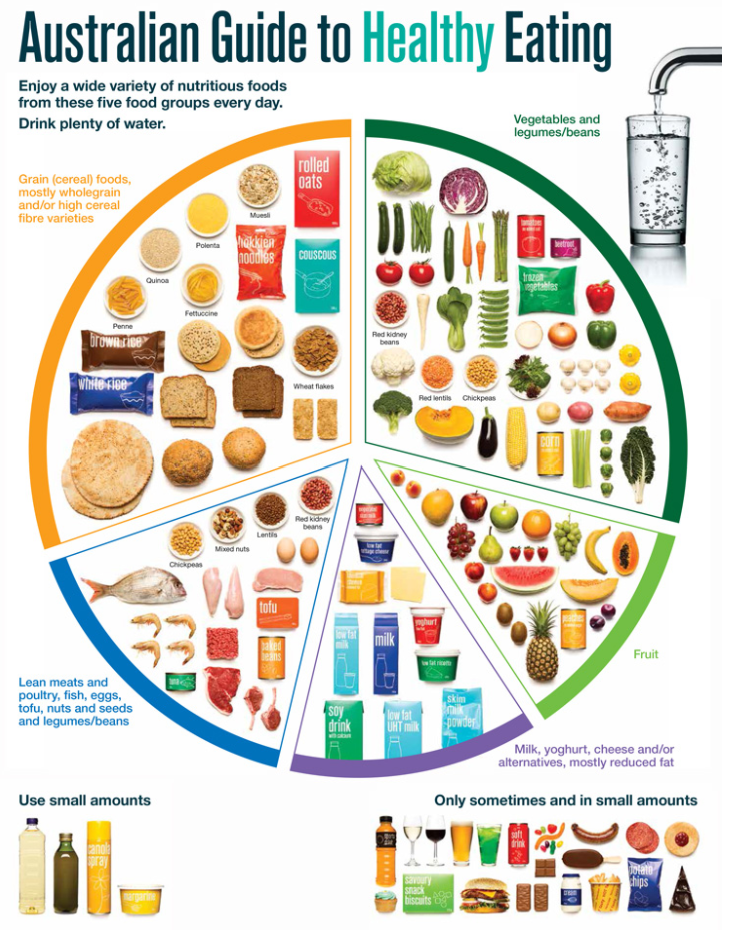 Australian Guide to Healthy Eating
Enjoy a wide variety of nutritious foods
from these five food groups every day.
Drink plenty of water.
Vegetables and
legumes/beans
Grain (cereal) foods,
mostly wholegrain
and/or high cereal
fibre varieties
rolled
oats
Muesli
Polenta
hokkien
noodles
couscous
Quinoa
Fettuccine
Penne
brown rice
white rice
Wheat flakes
tomatoes
beetroot
frozen
vegetables
Red kidney
beans
Red lentils
Chickpeas
corn
Red kidney
beans
Lentils
Mixed nuts
Chickpeas
tofu
baked
beans
tuna
low fat
cottage cheese
low fat
milk
milk
yoghurt
low fat ricotta
soy
drink
with calcium
low fat
UHT milk
skim
milk
powder
peaches
Fruit
Lean meats and
poultry, fish, eggs,
tofu, nuts and seeds
and legumes/beans
Milk, yoghurt, cheese and/or
alternatives, mostly reduced fat
Use small amounts
canola
spray
margarine
Only sometimes and in small amounts
soft
drink
savoury
snack
biscuits
cream
potato
chips